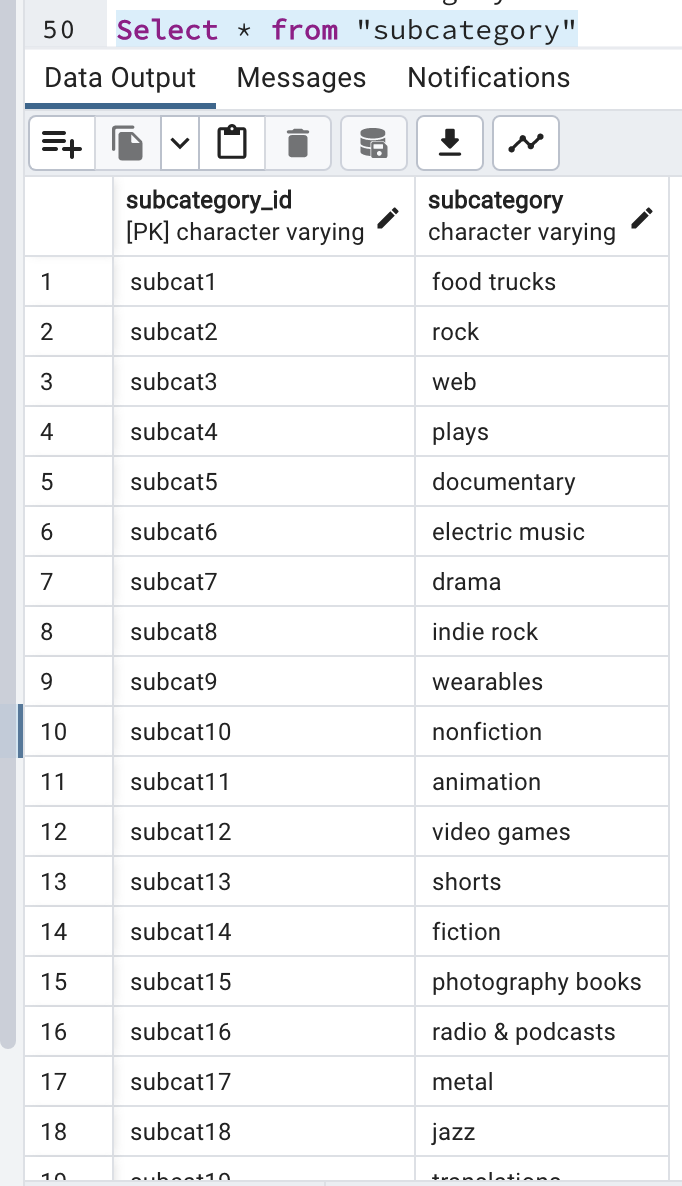 50 Select * from "subcategory"
Data Output Messages Notifications
subcategory_id subcategory
[PK] character varying character varying
1 subcat1 food trucks
2 subcat2 rock
3 subcat3 web
4 subcat4 plays
5 subcat5 documentary
6 subcat6 electric music
7 subcat7 drama
8 subcat8 indie rock
9 subcat9 wearables
10 subcat10 nonfiction
11 subcat11 animation
12 subcat12 video games
13 subcat13 shorts
14 subcat14 fiction
15 subcat15 photography books
16 subcat16 radio & podcasts
17 subcat17 metal
18 subcat18 jazz
19 subcat19 translations